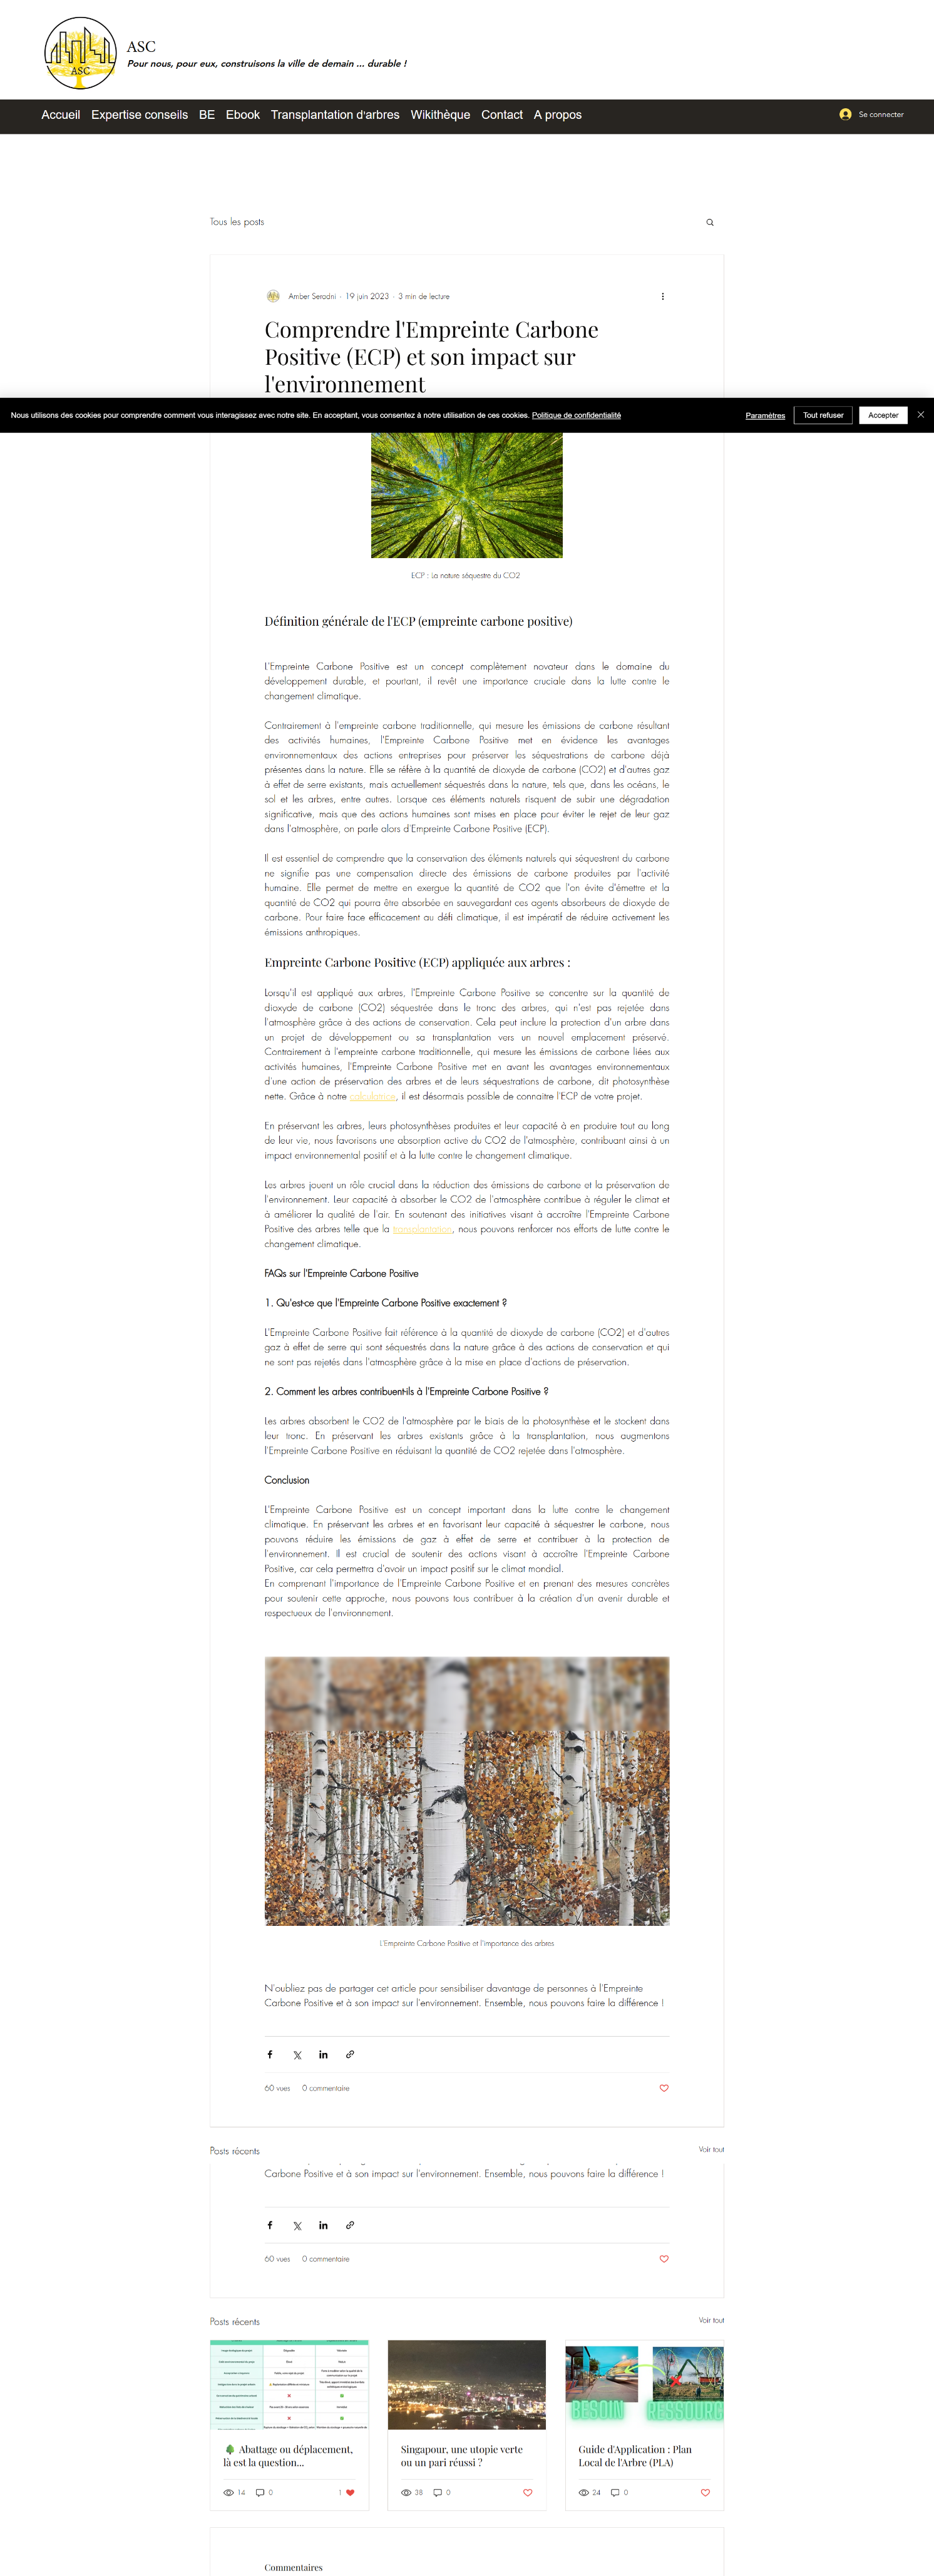 ASC
ASC
Pour nous, pour eux, construisons la ville de demain ... durable !
Accueil Expertise conseils BE Ebook Transplantation d'arbres Wikithèque Contact A propos
Se connecter
Tous les posts
Amber Serodni · 19 juin 2023 · 3 min de lecture
Comprendre l'Empreinte Carbone
Positive (ECP) et son impact sur
l'environnement
Nous utilisons des cookies pour comprendre comment vous interagissez avec notre site. En acceptant, vous consentez à notre utilisation de ces cookies. Politique de confidentialité
Paramètres Tout refuser Accepter
ECP : La nature séquestre du CO2
Définition générale de l'ECP (empreinte carbone positive)
L'Empreinte Carbone Positive est un concept complètement novateur dans le domaine du
développement durable, et pourtant, il revêt une importance cruciale dans la lutte contre le
changement climatique.
Contrairement à l'empreinte carbone traditionnelle, qui mesure les émissions de carbone résultant
des activités humaines, l'Empreinte Carbone Positive met en évidence les avantages
environnementaux des actions entreprises pour préserver les séquestrations de carbone déjà
présentes dans la nature. Elle se réfère à la quantité de dioxyde de carbone (CO2) et d'autres gaz
à effet de serre existants, mais actuellement séquestrés dans la nature, tels que, dans les océans, le
sol et les arbres, entre autres. Lorsque ces éléments naturels risquent de subir une dégradation
significative, mais que des actions humaines sont mises en place pour éviter le rejet de leur gaz
dans l'atmosphère, on parle alors d'Empreinte Carbone Positive (ECP).
Il est essentiel de comprendre que la conservation des éléments naturels qui séquestrent du carbone
ne signifie pas une compensation directe des émissions de carbone produites par l'activité
humaine. Elle permet de mettre en exergue la quantité de CO2 que l'on évite d'émettre et la
quantité de CO2 qui pourra être absorbée en sauvegardant ces agents absorbeurs de dioxyde de
carbone. Pour faire face efficacement au défi climatique, il est impératif de réduire activement les
émissions anthropiques.
Empreinte Carbone Positive (ECP) appliquée aux arbres :
Lorsqu'il est appliqué aux arbres, l'Empreinte Carbone Positive se concentre sur la quantité de
dioxyde de carbone (CO2) séquestrée dans le tronc des arbres, qui n'est pas rejetée dans
l'atmosphère grâce à des actions de conservation. Cela peut inclure la protection d'un arbre dans
un projet de développement ou sa transplantation vers un nouvel emplacement préservé.
Contrairement à l'empreinte carbone traditionnelle, qui mesure les émissions de carbone liées aux
activités humaines, l'Empreinte Carbone Positive met en avant les avantages environnementaux
d'une action de préservation des arbres et de leurs séquestrations de carbone, dit photosynthèse
nette. Grâce à notre calculatrice, il est désormais possible de connaitre l'ECP de votre projet.
En préservant les arbres, leurs photosynthèses produites et leur capacité à en produire tout au long
de leur vie, nous favorisons une absorption active du CO2 de l'atmosphère, contribuant ainsi à un
impact environnemental positif et à la lutte contre le changement climatique.
Les arbres jouent un rôle crucial dans la réduction des émissions de carbone et la préservation de
l'environnement. Leur capacité à absorber le CO2 de l'atmosphère contribue à réguler le climat et
à améliorer la qualité de l'air. En soutenant des initiatives visant à accroître l'Empreinte Carbone
Positive des arbres telle que la transplantation, nous pouvons renforcer nos efforts de lutte contre le
changement climatique.
FAQs sur l'Empreinte Carbone Positive
1. Qu'est-ce que l'Empreinte Carbone Positive exactement ?
L'Empreinte Carbone Positive fait référence à la quantité de dioxyde de carbone (CO2) et d'autres
gaz à effet de serre qui sont séquestrés dans la nature grâce à des actions de conservation et qui
ne sont pas rejetés dans l'atmosphère grâce à la mise en place d'actions de préservation.
2. Comment les arbres contribuent-ils à l'Empreinte Carbone Positive ?
Les arbres absorbent le CO2 de l'atmosphère par le biais de la photosynthèse et le stockent dans
leur tronc. En préservant les arbres existants grâce à la transplantation, nous augmentons
l'Empreinte Carbone Positive en réduisant la quantité de CO2 rejetée dans l'atmosphère.
Conclusion
L'Empreinte Carbone Positive est un concept important dans la lutte contre le changement
climatique. En préservant les arbres et en favorisant leur capacité à séquestrer le carbone, nous
pouvons réduire les émissions de gaz à effet de serre et contribuer à la protection de
l'environnement. Il est crucial de soutenir des actions visant à accroître l'Empreinte Carbone
Positive, car cela permettra d'avoir un impact positif sur le climat mondial.
En comprenant l'importance de l'Empreinte Carbone Positive et en prenant des mesures concrètes
pour soutenir cette approche, nous pouvons tous contribuer à la création d'un avenir durable et
respectueux de l'environnement.
L'Empreinte Carbone Positive et l'importance des arbres
N'oubliez pas de partager cet article pour sensibiliser davantage de personnes à l'Empreinte
Carbone Positive et à son impact sur l'environnement. Ensemble, nous pouvons faire la différence !
60 vues 0 commentaire
Posts récents Voir tout
Carbone Positive et à son impact sur l'environnement. Ensemble, nous pouvons faire la différence !
60 vues 0 commentaire
Posts récents Voir tout
BESOIN RESSOURC
Abattage ou déplacement,
là est la question...
14 0 1
Singapour, une utopie verte
ou un pari réussi ?
38 0
Guide d'Application : Plan
Local de l'Arbre (PLA)
24 0
Commentaires